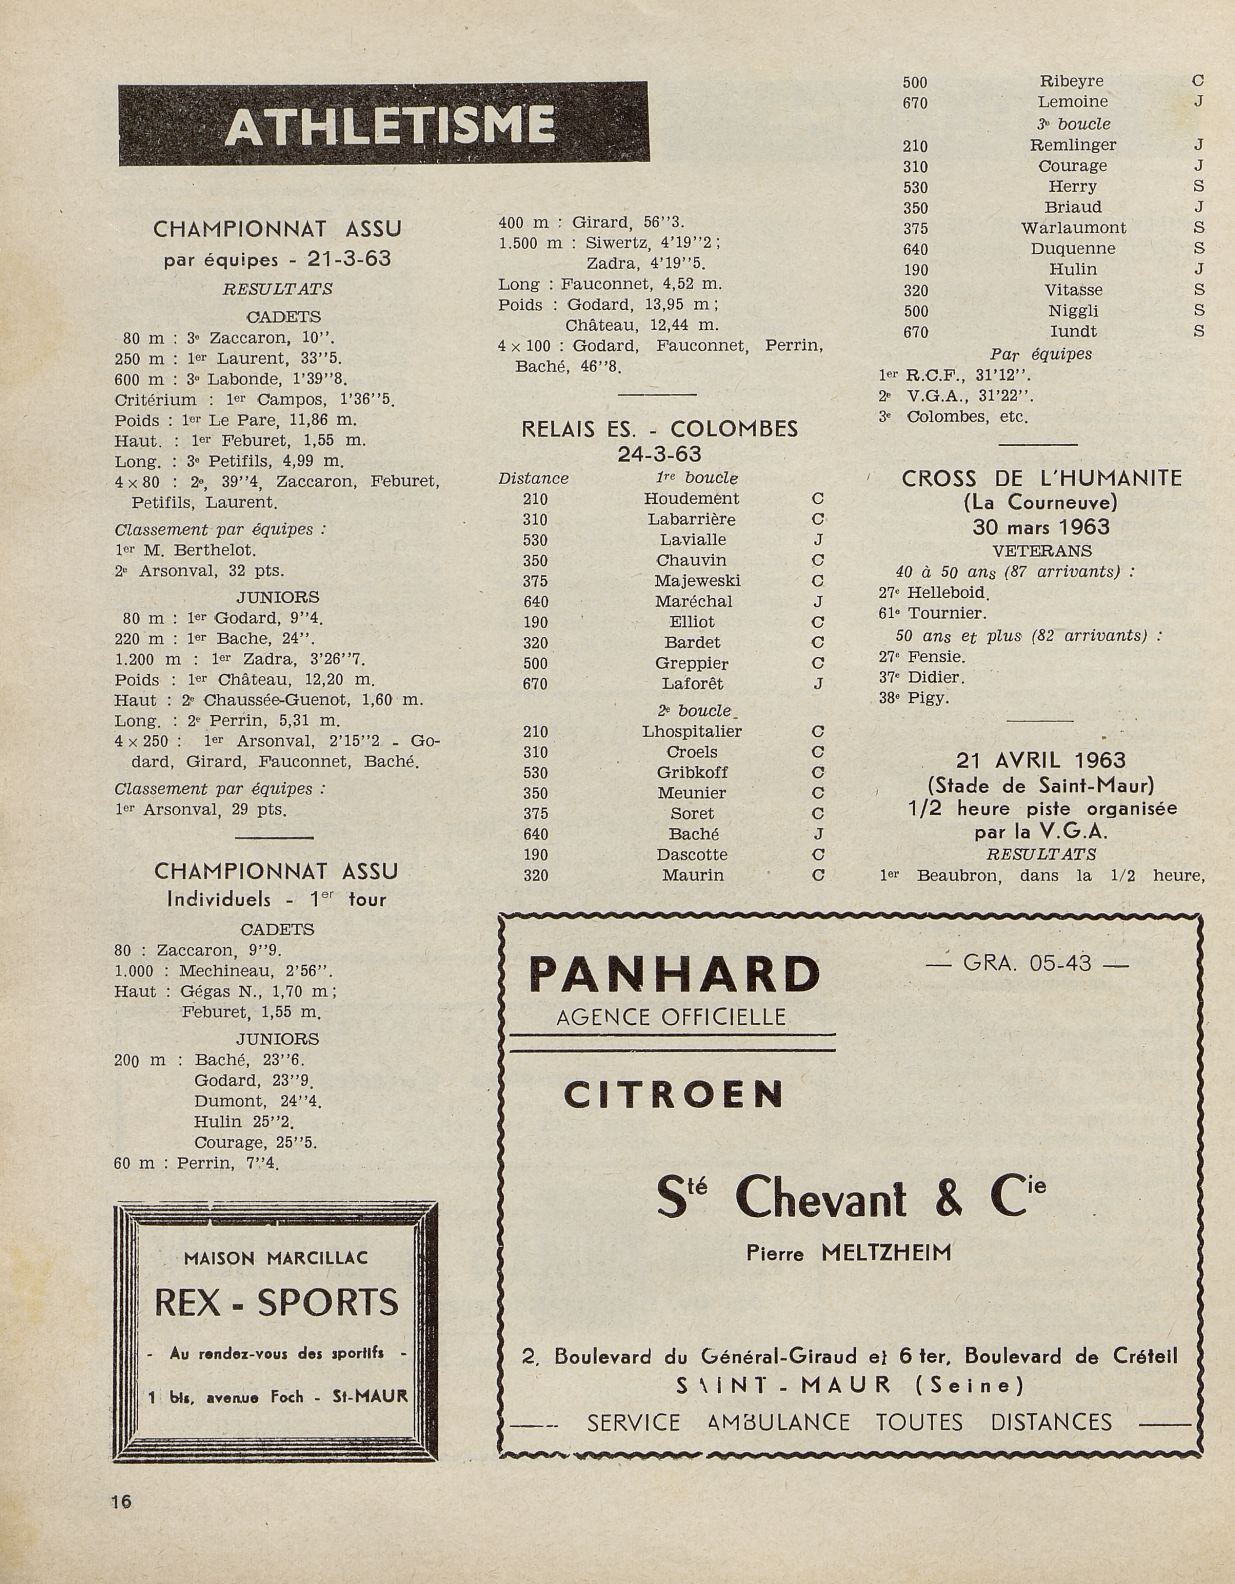 ATHLETISME
CHAMPIONNAT ASSU
par équipes - 21-3-63
RESULTATS
CADETS
80 m : 3e Zaccaron, 10''.
250 m : 1er Laurent, 33''5.
600 m : 3e Labonde, 1'39''8.
Critérium : 1er Campos, 1'36''5.
Poids : 1er Le Pare, 11,86 m.
Haut. : 1er Feburet, 1,55 m.
Long. : 3e Petifils, 4,99 m.
4 x 80 : 2e, 39''4, Zaccaron, Feburet,
Petifils, Laurent.
Classement par équipes :
1er M. Berthelot.
2e Arsonval, 32 pts.
JUNIORS
80 m : 1er Godard, 9''4.
220 m : 1er Bache, 24''.
1.200 m : 1er Zadra, 3'26''7.
Poids : 1er Château, 12,20 m.
Haut : 2e Chaussée-Guenot, 1,60 m.
Long. : 2e Perrin, 5,31 m.
4 x 250 : 1er Arsonval, 2'15''2 - Go-
dard, Girard, Fauconnet, Baché.
Classement par équipes :
1er Arsonval, 29 pts.
CHAMPIONNAT ASSU
Individuels - 1er tour
CADETS
80 : Zaccaron, 9''9.
1.000 : Mechineau, 2'56''.
Haut : Gégas N., 1,70 m ;
Feburet, 1,55 m.
JUNIORS
200 m : Baché, 23''6.
Godard, 23''9.
Dumont, 24''4.
Hulin 25''2.
Courage, 25''5.
60 m : Perrin, 7''4.
MAISON MARCILLAC
REX - SPORTS
- Au rendez-vous des sportifs -
1 bis, avenue Foch - St-MAUR
16
400 m : Girard, 56''3.
1.500 m : Siwertz, 4'19''2 ;
Zadra, 4'19''5.
Long : Fauconnet, 4,52 m.
Poids : Godard, 13,95 m ;
Château, 12,44 m.
4 x 100 : Godard, Fauconnet, Perrin,
Baché, 46''8.
RELAIS ES. - COLOMBES
24-3-63
Distance 1re boucle
210 Houdement C
310 Labarrière C
530 Lavialle J
350 Chauvin C
375 Majeweski C
640 Maréchal J
190 Elliot C
320 Bardet C
500 Greppier C
670 Laforêt J
2e boucle
210 Lhospitalier C
310 Croels C
530 Gribkoff C
350 Meunier C
375 Soret C
640 Baché J
190 Dascotte C
320 Maurin C
500 Ribeyre C
670 Lemoine J
3e boucle
210 Remlinger J
310 Courage J
530 Herry S
350 Briaud J
375 Warlaumont S
640 Duquenne S
190 Hulin J
320 Vitasse S
500 Niggli S
670 Iundt S
Par équipes
1er R.C.F., 31'12''.
2e V.G.A., 31'22''.
3e Colombes, etc.
CROSS DE L'HUMANITE
(La Courneuve)
30 mars 1963
VETERANS
40 à 50 ans (87 arrivants) :
27e Helleboid.
61e Tournier.
50 ans et plus (82 arrivants) :
27e Fensie.
37e Didier.
38e Pigy.
21 AVRIL 1963
(Stade de Saint-Maur)
1/2 heure piste organisée
par la V.G.A.
RESULTATS
1er Beaubron, dans la 1/2 heure,
PANHARD
— GRA. 05-43 —
AGENCE OFFICIELLE
CITROEN
Sté Chevant & Cie
Pierre MELTZHEIM
2, Boulevard du Général-Giraud et 6 ter, Boulevard de Créteil
SAINT - MAUR (Seine)
—— SERVICE AMBULANCE TOUTES DISTANCES ——